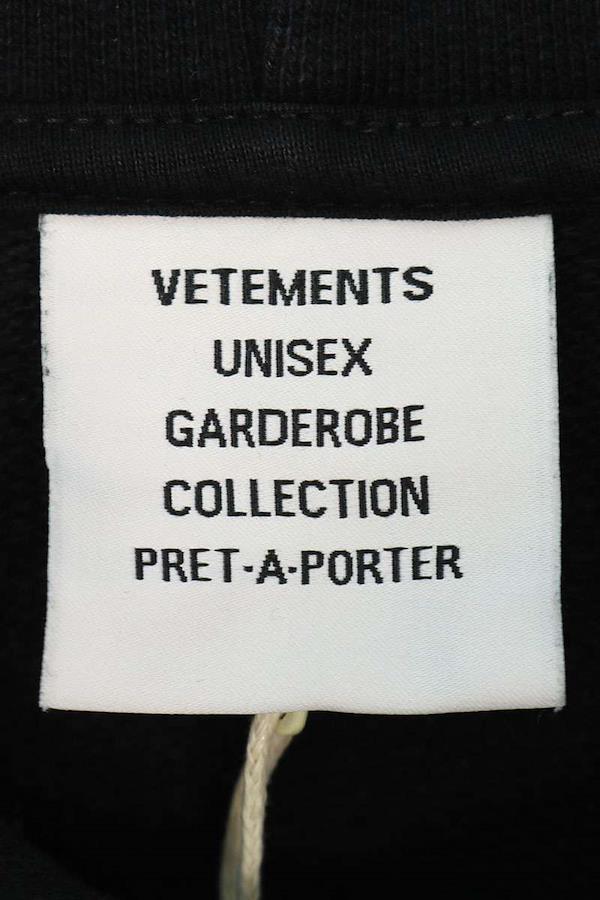 VETEMENTS
UNISEX
GARDEROBE
COLLECTION
PRET-A-PORTER